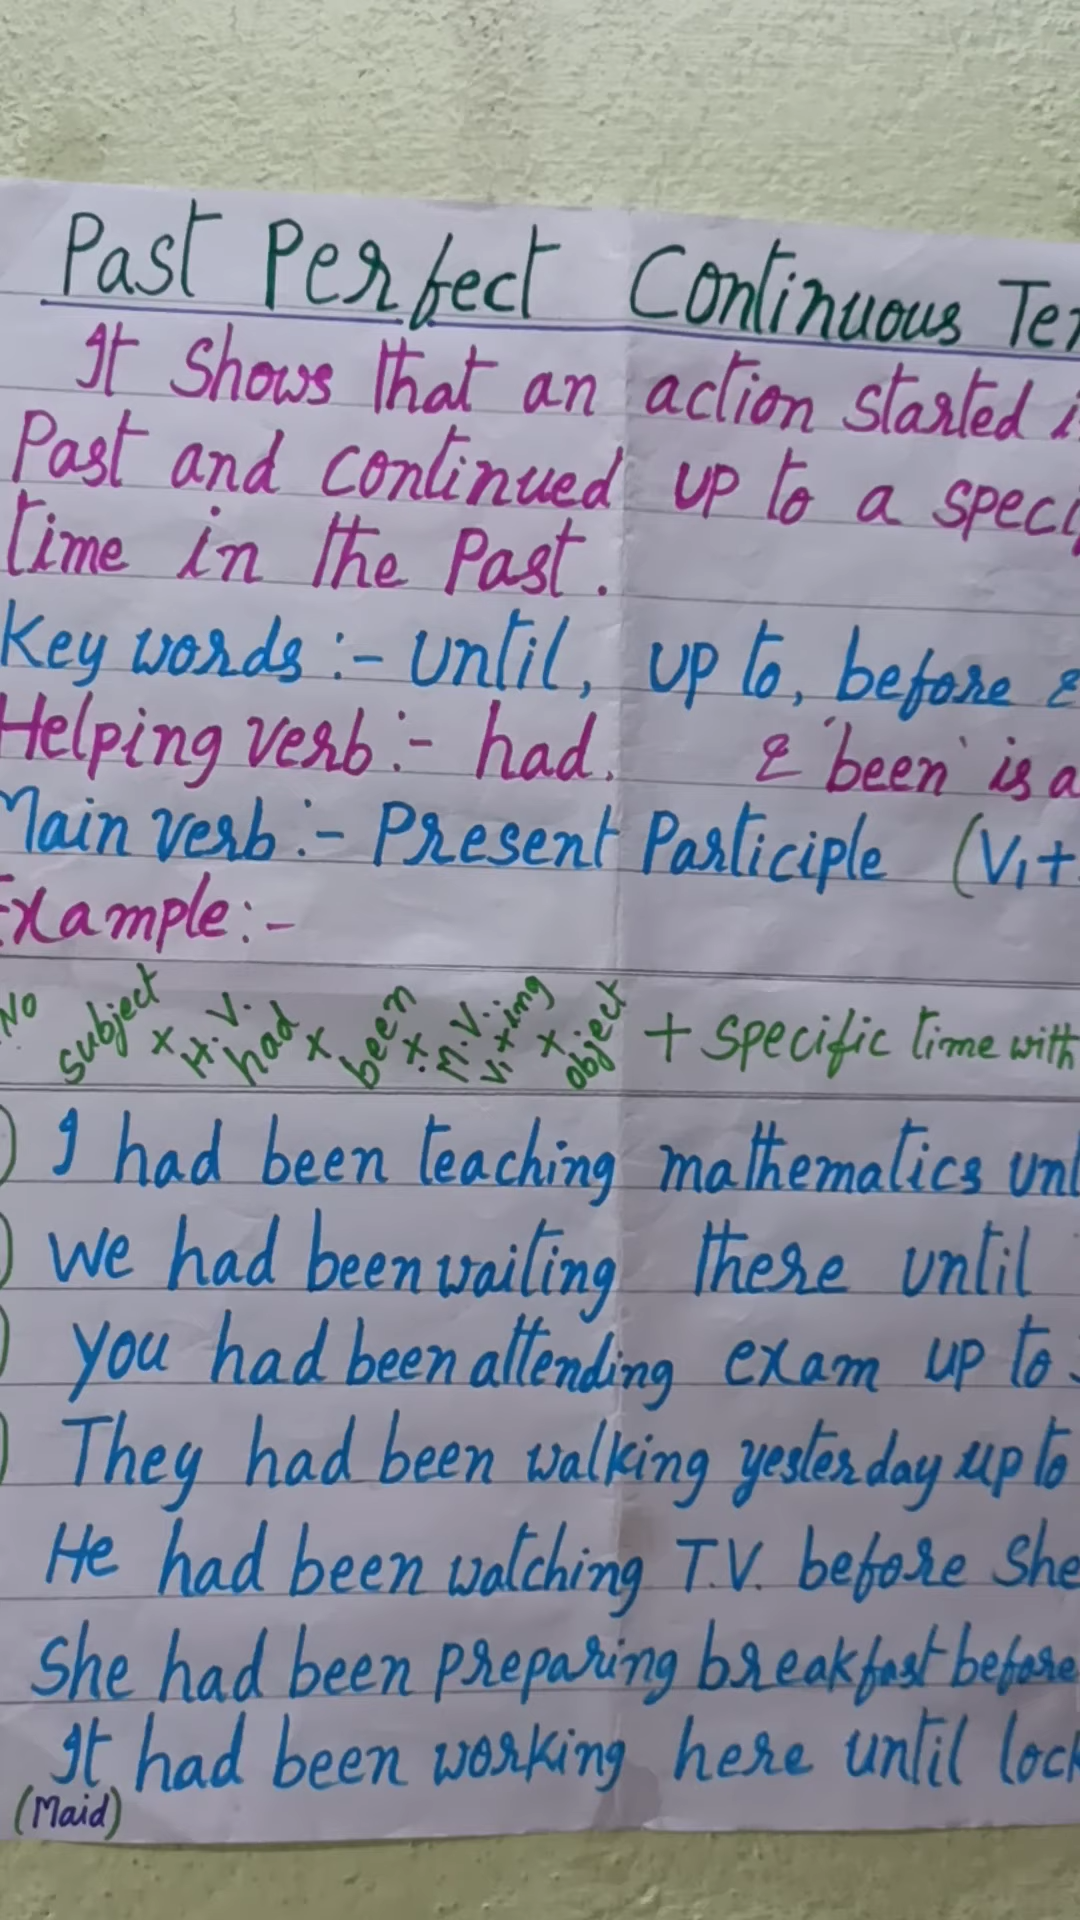 Past Perfect Continuous Te
It shows that an action started i
Past and continued up to a speci
time in the Past.
Key words :- until, up to, before &
Helping verb :- had. & 'been' is a
Main verb :- Present Participle (V1+
Example:-
No subject + H.V. had + been + M.V. V1+ing + object + specific time with
I had been teaching mathematics unt
We had been waiting there until
You had been attending exam up to
They had been walking yesterday up to
He had been watching T.V. before she
She had been preparing breakfast before
It had been working here until lock
(Maid)